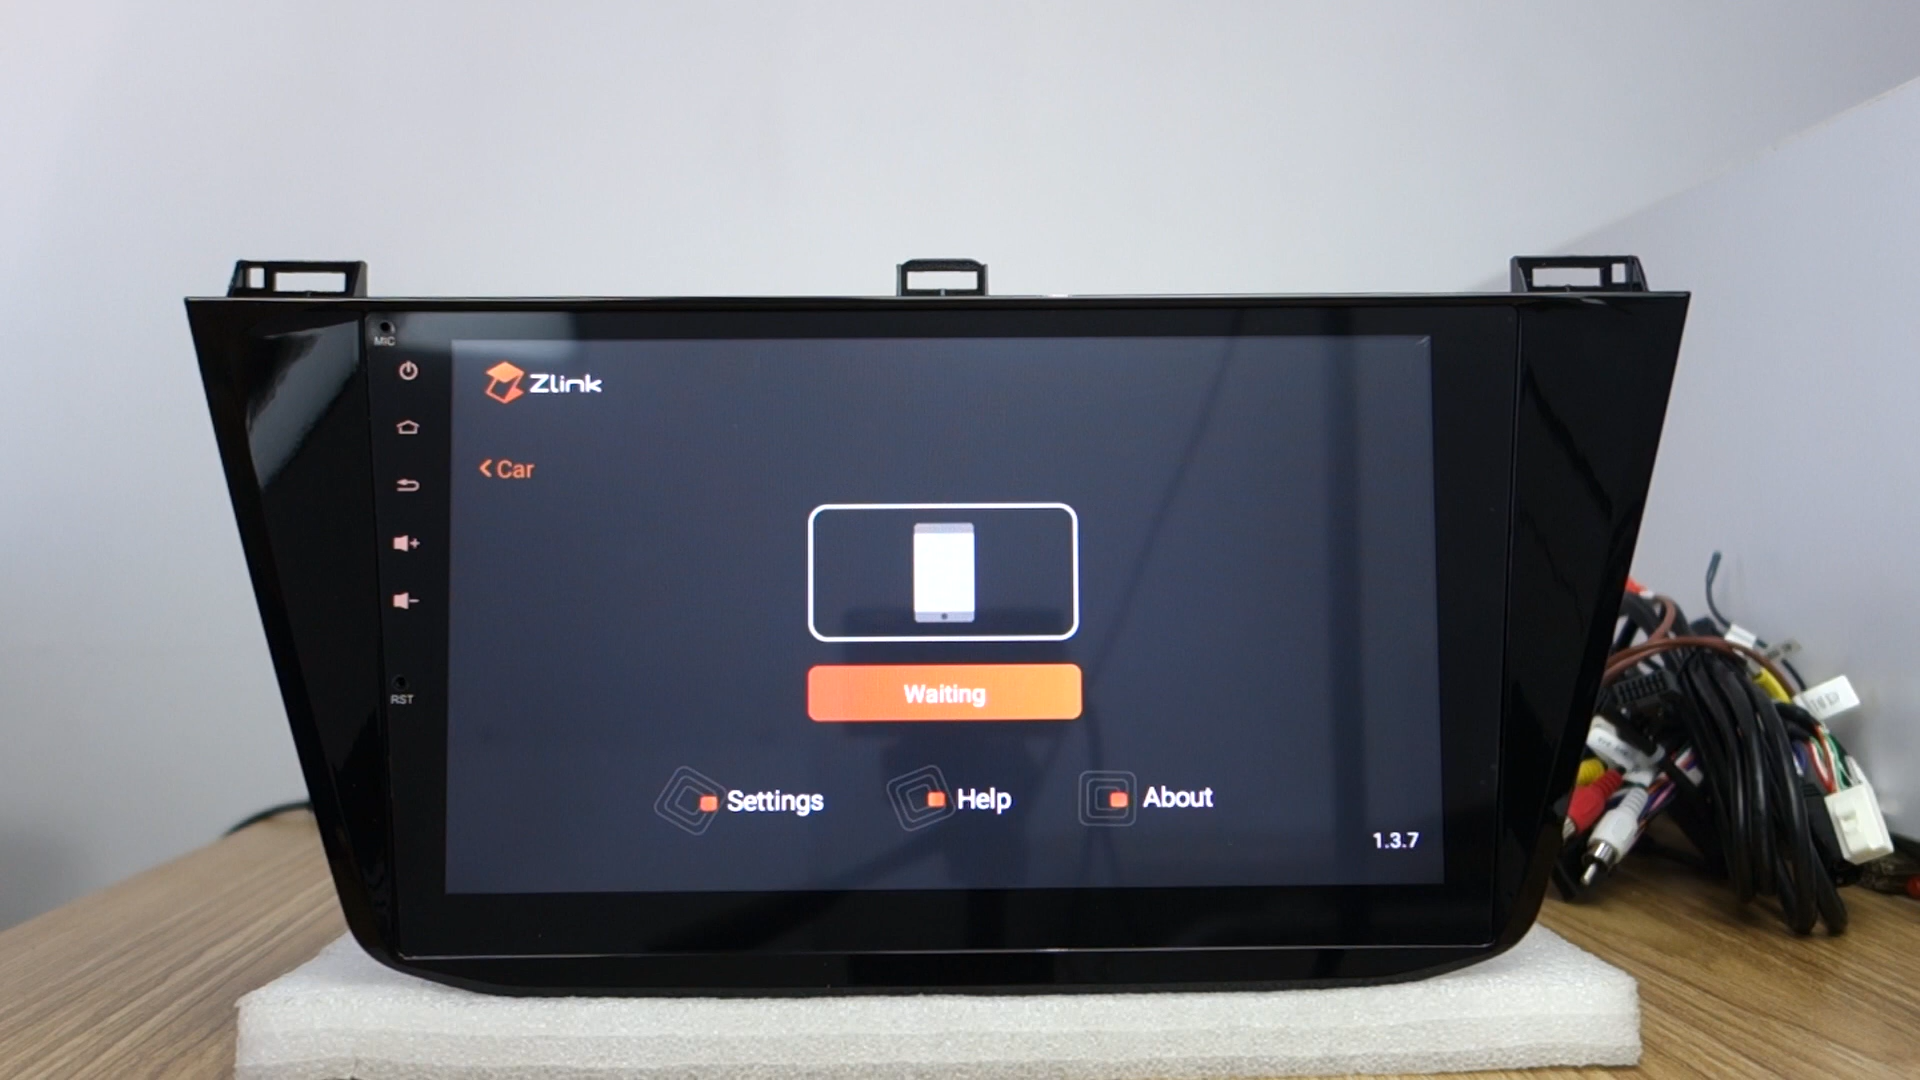 MIC
Zlink
< Car
Waiting
RST
Settings
Help
About
1.3.7